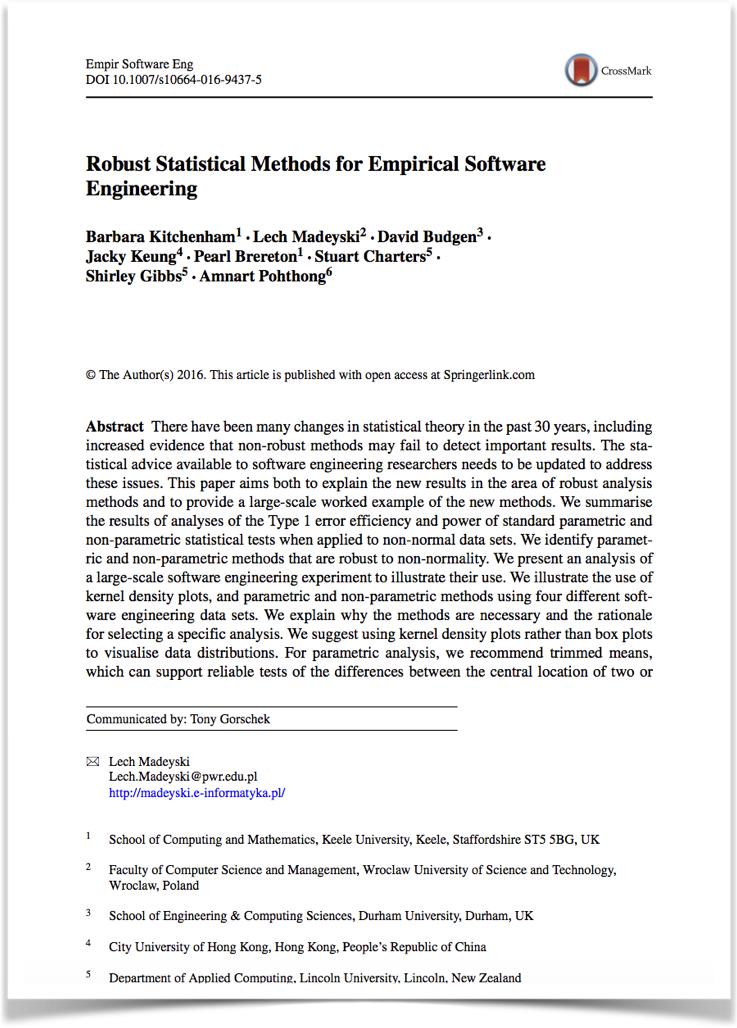 Empir Software Eng
DOI 10.1007/s10664-016-9437-5
CrossMark
Robust Statistical Methods for Empirical Software
Engineering
Barbara Kitchenham1 · Lech Madeyski2 · David Budgen3 ·
Jacky Keung4 · Pearl Brereton1 · Stuart Charters5 ·
Shirley Gibbs5 · Amnart Pohthong6
© The Author(s) 2016. This article is published with open access at Springerlink.com
Abstract There have been many changes in statistical theory in the past 30 years, including
increased evidence that non-robust methods may fail to detect important results. The sta-
tistical advice available to software engineering researchers needs to be updated to address
these issues. This paper aims both to explain the new results in the area of robust analysis
methods and to provide a large-scale worked example of the new methods. We summarise
the results of analyses of the Type 1 error efficiency and power of standard parametric and
non-parametric statistical tests when applied to non-normal data sets. We identify paramet-
ric and non-parametric methods that are robust to non-normality. We present an analysis of
a large-scale software engineering experiment to illustrate their use. We illustrate the use of
kernel density plots, and parametric and non-parametric methods using four different soft-
ware engineering data sets. We explain why the methods are necessary and the rationale
for selecting a specific analysis. We suggest using kernel density plots rather than box plots
to visualise data distributions. For parametric analysis, we recommend trimmed means,
which can support reliable tests of the differences between the central location of two or
Communicated by: Tony Gorschek
Lech Madeyski
Lech.Madeyski@pwr.edu.pl
http://madeyski.e-informatyka.pl/
1 School of Computing and Mathematics, Keele University, Keele, Staffordshire ST5 5BG, UK
2 Faculty of Computer Science and Management, Wroclaw University of Science and Technology,
Wroclaw, Poland
3 School of Engineering & Computing Sciences, Durham University, Durham, UK
4 City University of Hong Kong, Hong Kong, People's Republic of China
5 Department of Applied Computing, Lincoln University, Lincoln, New Zealand